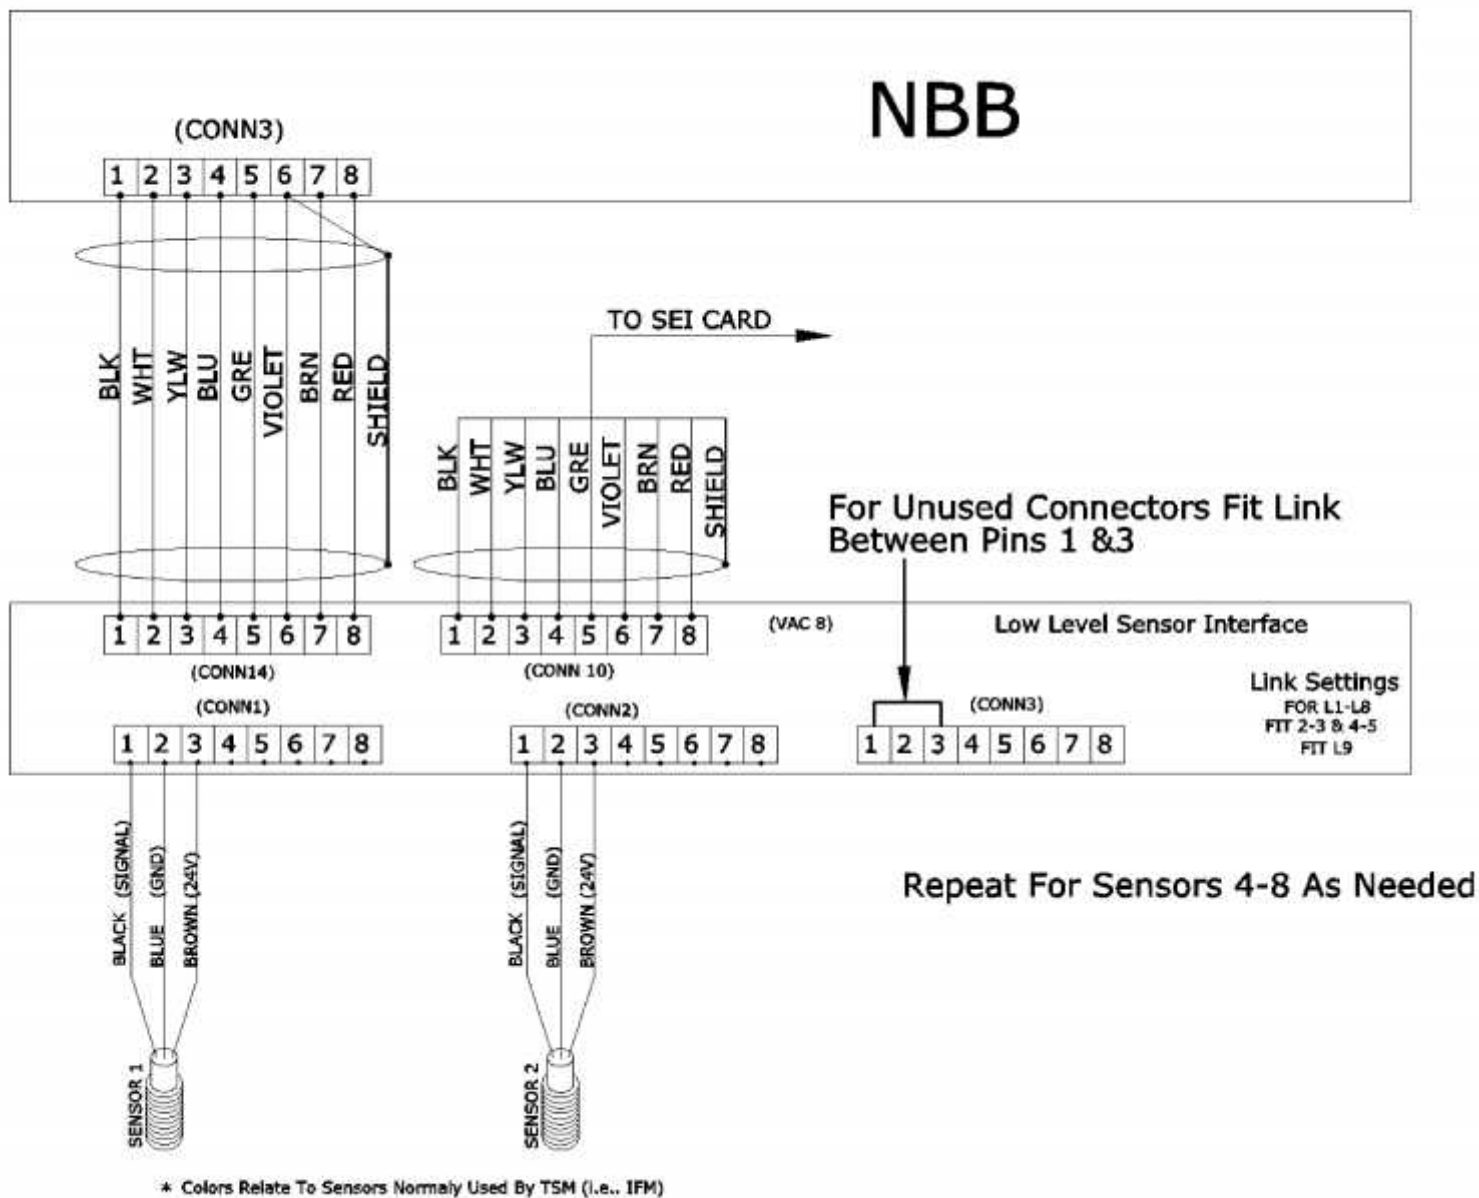 NBB
(CONN3)
1 2 3 4 5 6 7 8
BLK
WHT
YLW
BLU
GRE
VIOLET
BRN
RED
SHIELD
TO SEI CARD
BLK
WHT
YLW
BLU
GRE
VIOLET
BRN
RED
SHIELD
For Unused Connectors Fit Link
Between Pins 1 &3
1 2 3 4 5 6 7 8
(CONN14)
1 2 3 4 5 6 7 8
(CONN 10)
(VAC 8)
Low Level Sensor Interface
Link Settings
FOR L1-L8
FIT 2-3 & 4-5
FIT L9
(CONN1)
1 2 3 4 5 6 7 8
(CONN2)
1 2 3 4 5 6 7 8
(CONN3)
1 2 3 4 5 6 7 8
BLACK (SIGNAL)
BLUE (GND)
BROWN (24V)
BLACK (SIGNAL)
BLUE (GND)
BROWN (24V)
Repeat For Sensors 4-8 As Needed
SENSOR 1
SENSOR 2
* Colors Relate To Sensors Normaly Used By TSM (i.e.. IFM)